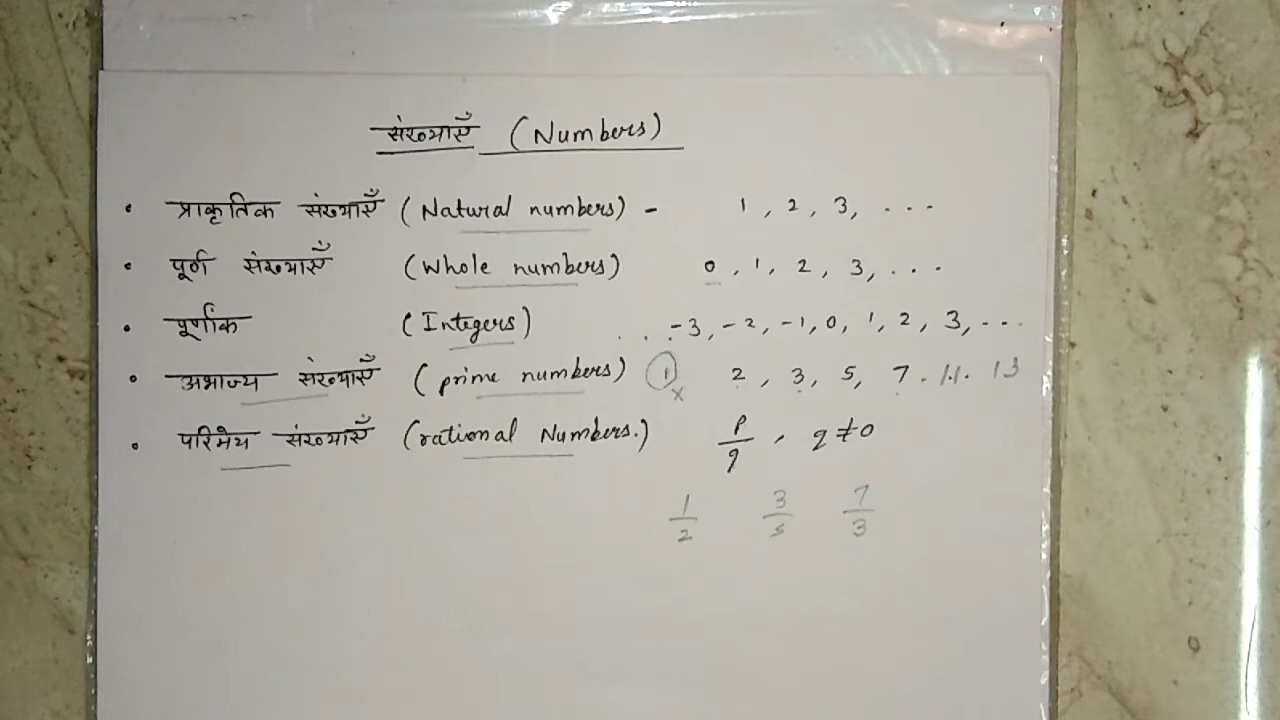 संख्याएँ (Numbers)
• प्राकृतिक संख्याएँ (Natural numbers) - 1, 2, 3, ...
• पूर्ण संख्याएँ (Whole numbers) 0, 1, 2, 3, ...
• पूर्णांक (Integers) ... -3, -2, -1, 0, 1, 2, 3, ...
• अभाज्य संख्याएँ (prime numbers) 1 x 2, 3, 5, 7. 11. 13
• परिमेय संख्याएँ (rational Numbers.) p/q, q≠0
1/2 3/5 7/3